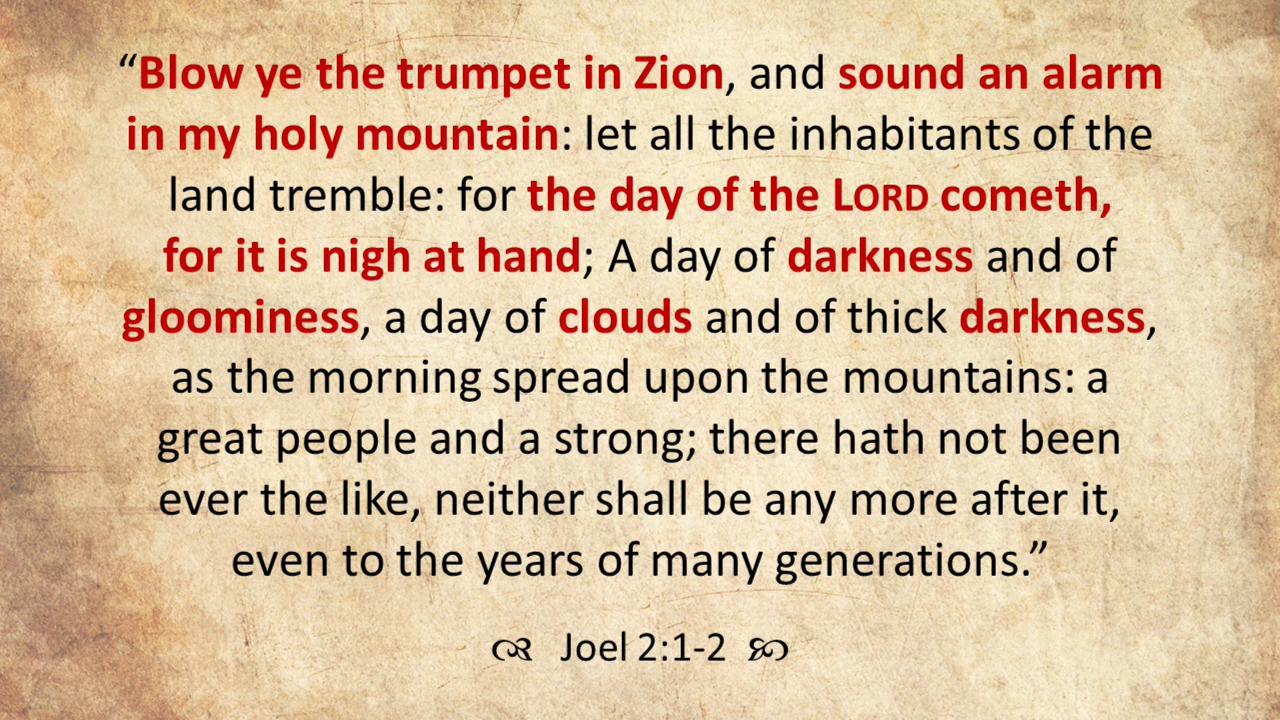 “Blow ye the trumpet in Zion, and sound an alarm
in my holy mountain: let all the inhabitants of the
land tremble: for the day of the LORD cometh,
for it is nigh at hand; A day of darkness and of
gloominess, a day of clouds and of thick darkness,
as the morning spread upon the mountains: a
great people and a strong; there hath not been
ever the like, neither shall be any more after it,
even to the years of many generations.”
Joel 2:1-2